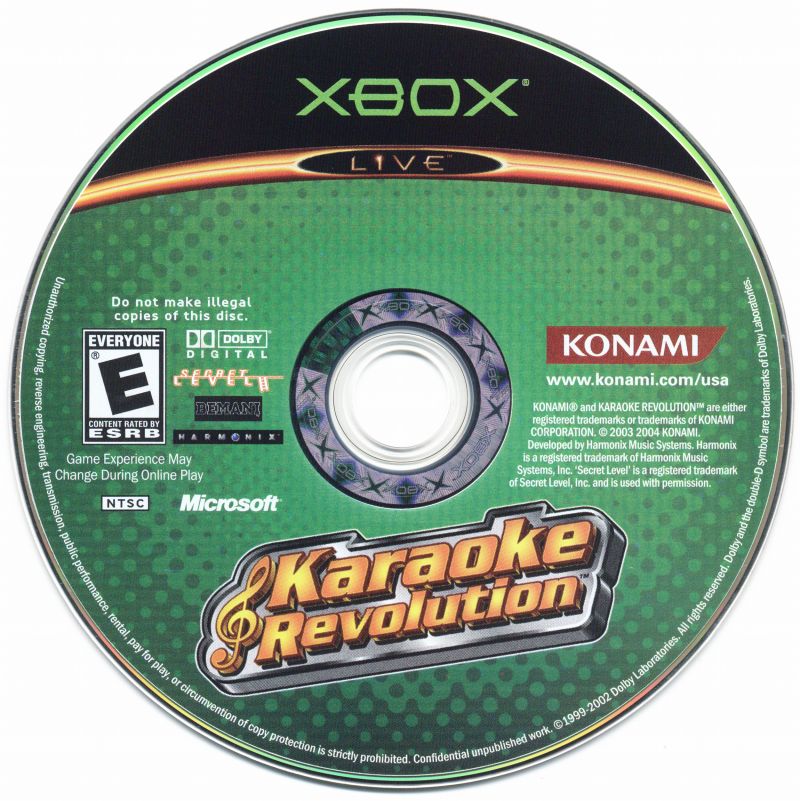 XBOX®
LIVE™
Do not make illegal
copies of this disc.
EVERYONE
E
®
CONTENT RATED BY
ESRB
DOLBY
DIGITAL
SECRET
LEVEL
BEMANI
HARMONIX
Game Experience May
Change During Online Play
NTSC
Microsoft®
KONAMI
www.konami.com/usa
KONAMI® and KARAOKE REVOLUTION™ are either
registered trademarks or trademarks of KONAMI
CORPORATION. © 2003 2004 KONAMI.
Developed by Harmonix Music Systems. Harmonix
is a registered trademark of Harmonix Music
Systems, Inc. 'Secret Level' is a registered trademark
of Secret Level, Inc. and is used with permission.
Karaoke
Revolution™
Unauthorized copying, reverse engineering, transmission, public performance, rental, pay for play, or circumvention of copy protection is strictly prohibited. Confidential unpublished work. ©1999-2002 Dolby Laboratories. All rights reserved. Dolby and the double-D symbol are trademarks of Dolby Laboratories.